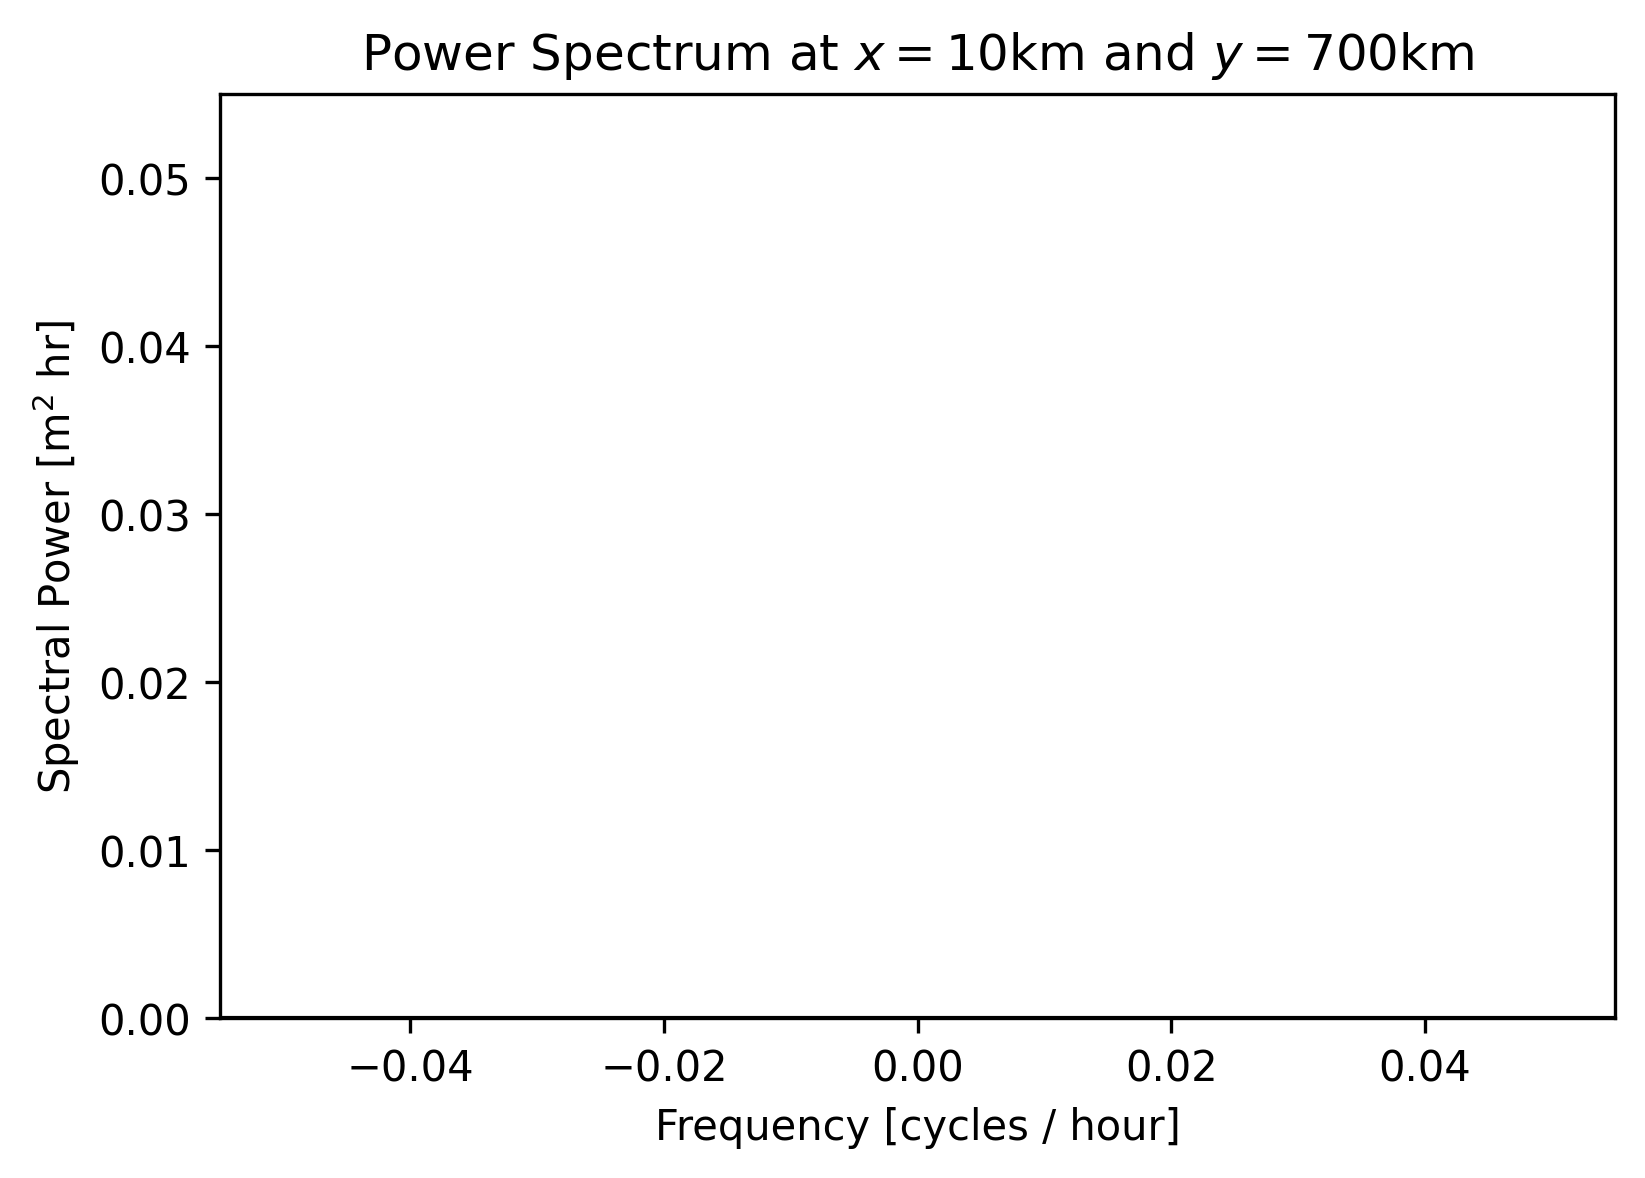 Power Spectrum at x = 10km and y = 700km
0.05
0.04
0.03
0.02
0.01
0.00
Spectral Power [m² hr]
−0.04 −0.02 0.00 0.02 0.04
Frequency [cycles / hour]